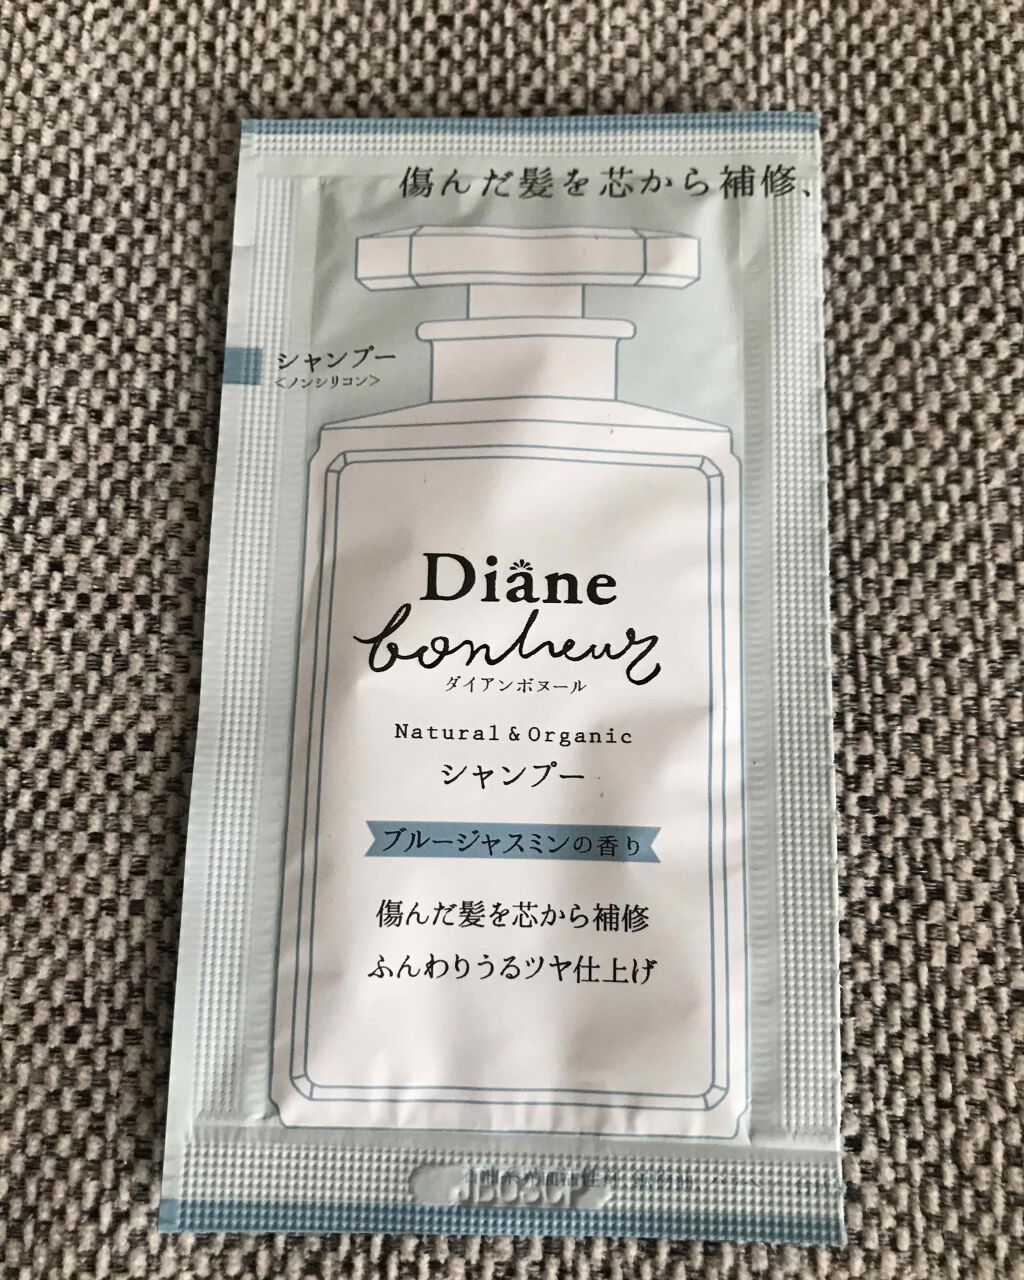 傷んだ髪を芯から補修、
シャンプー
<ノンシリコン>
Diane
bonheur
ダイアンボヌール
Natural & Organic
シャンプー
ブルージャスミンの香り
傷んだ髪を芯から補修
ふんわりうるツヤ仕上げ